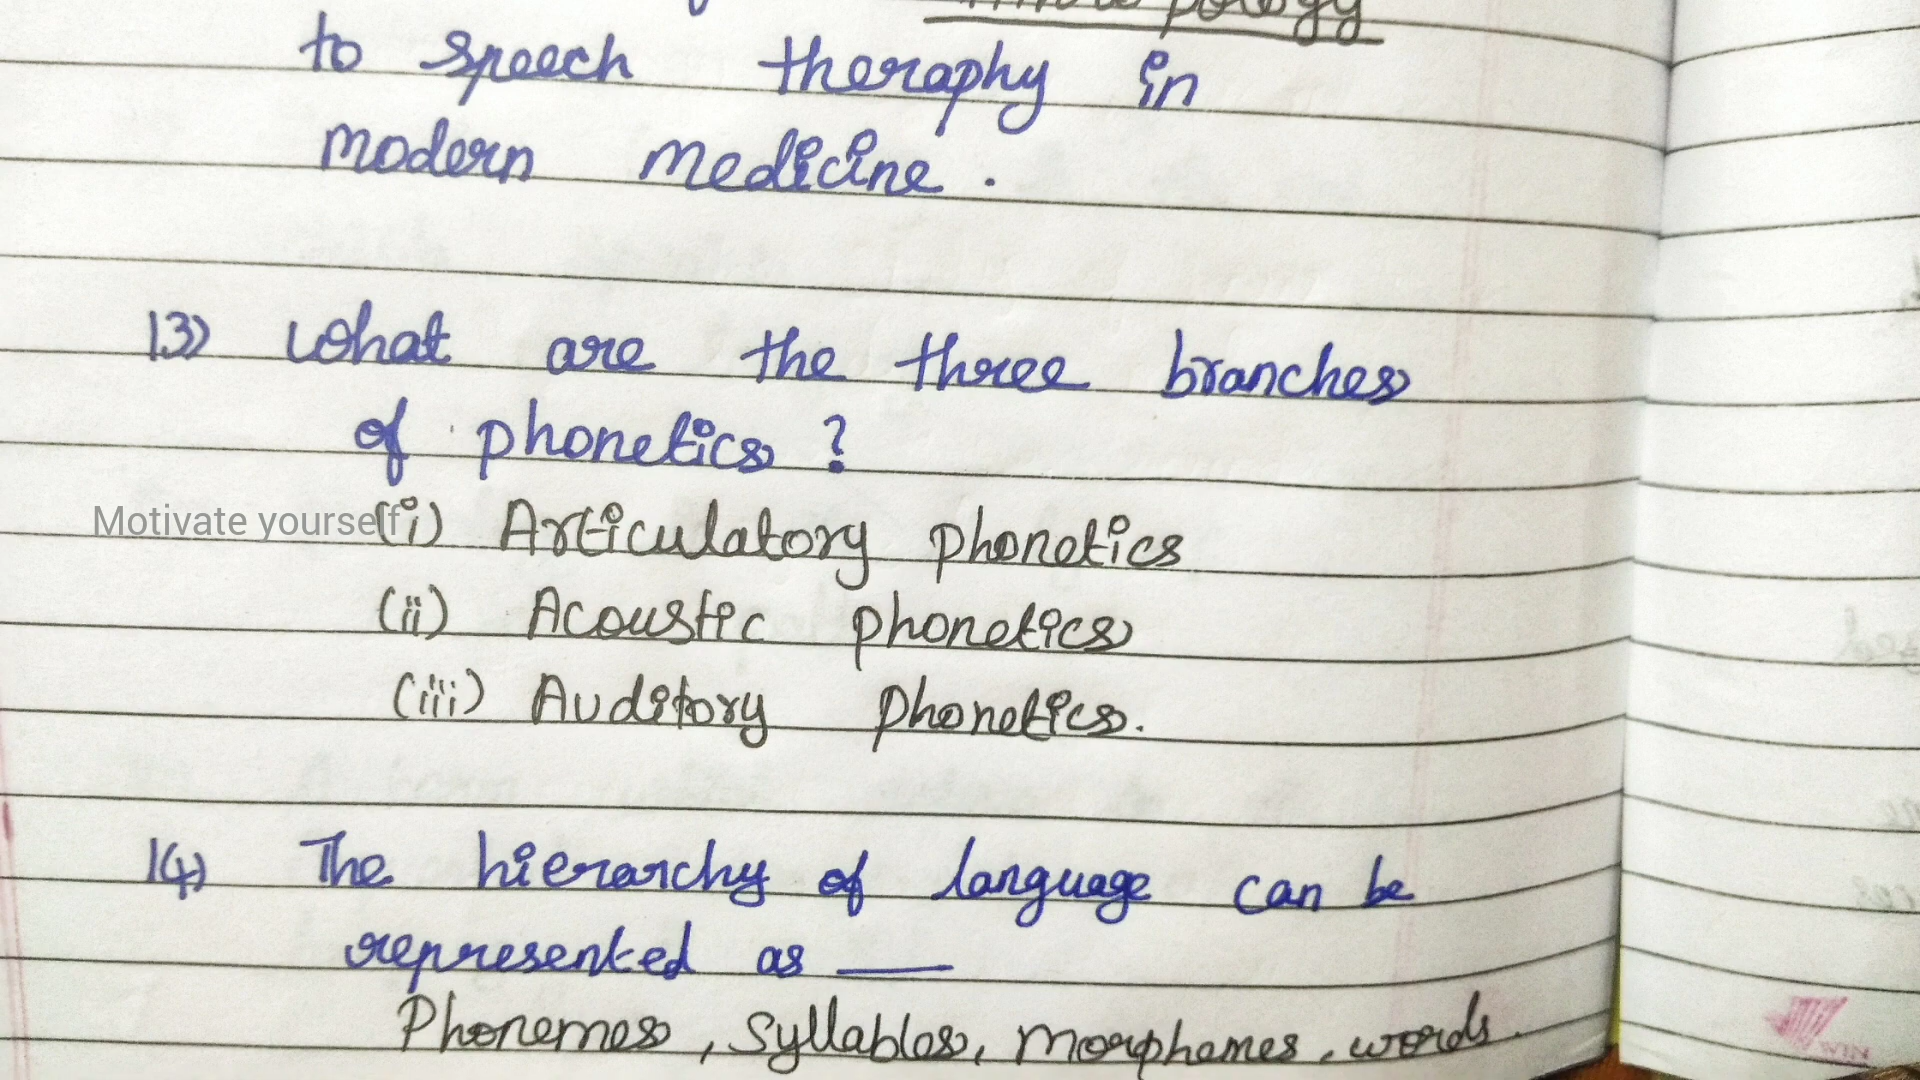 to speech theraphy in
modern medicine.
13) What are the three branches
of phonetics?
Motivate yourself
(i) Articulatory phonetics
(ii) Acoustic phonetics
(iii) Auditory phonetics.
14) The hierarchy of language can be
represented as ___
Phonemes, syllables, morphemes, words.